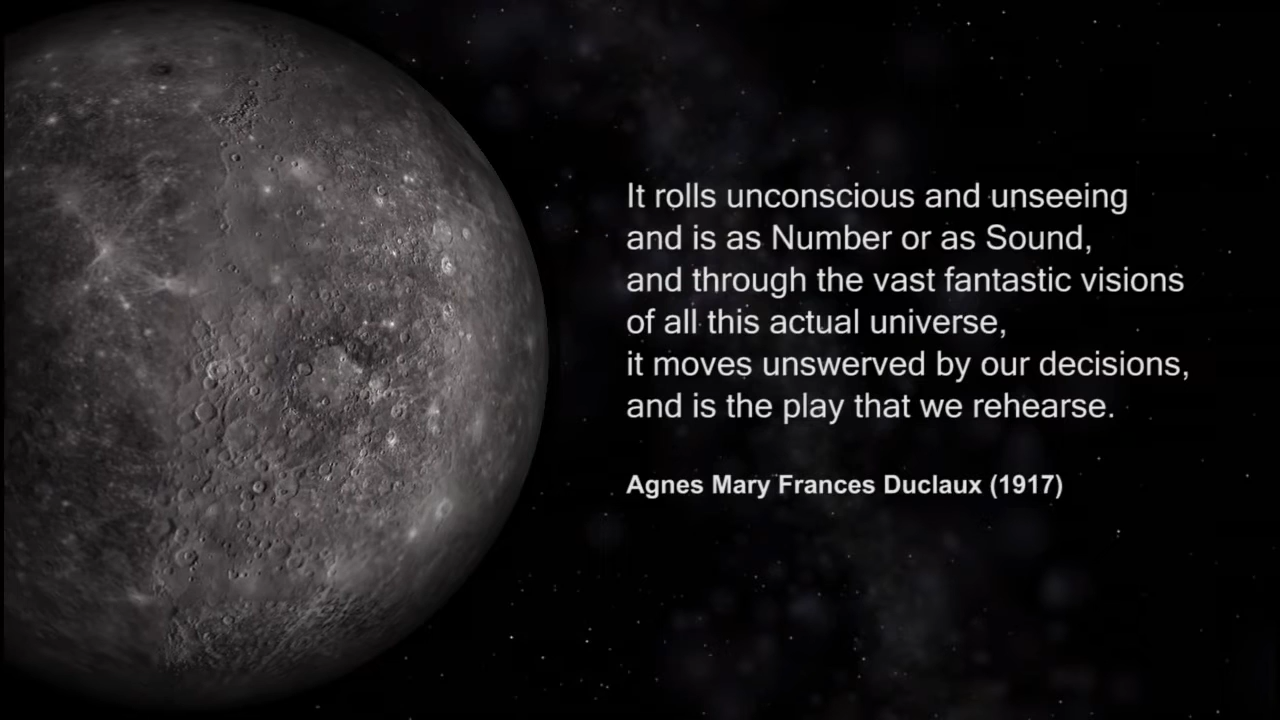 It rolls unconscious and unseeing
and is as Number or as Sound,
and through the vast fantastic visions
of all this actual universe,
it moves unswerved by our decisions,
and is the play that we rehearse.
Agnes Mary Frances Duclaux (1917)